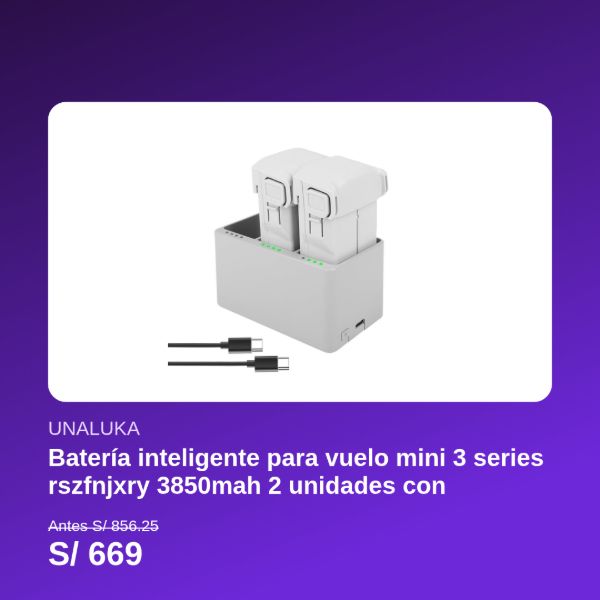 UNALUKA
Batería inteligente para vuelo mini 3 series
rszfnjxry 3850mah 2 unidades con
Antes S/ 856.25
S/ 669